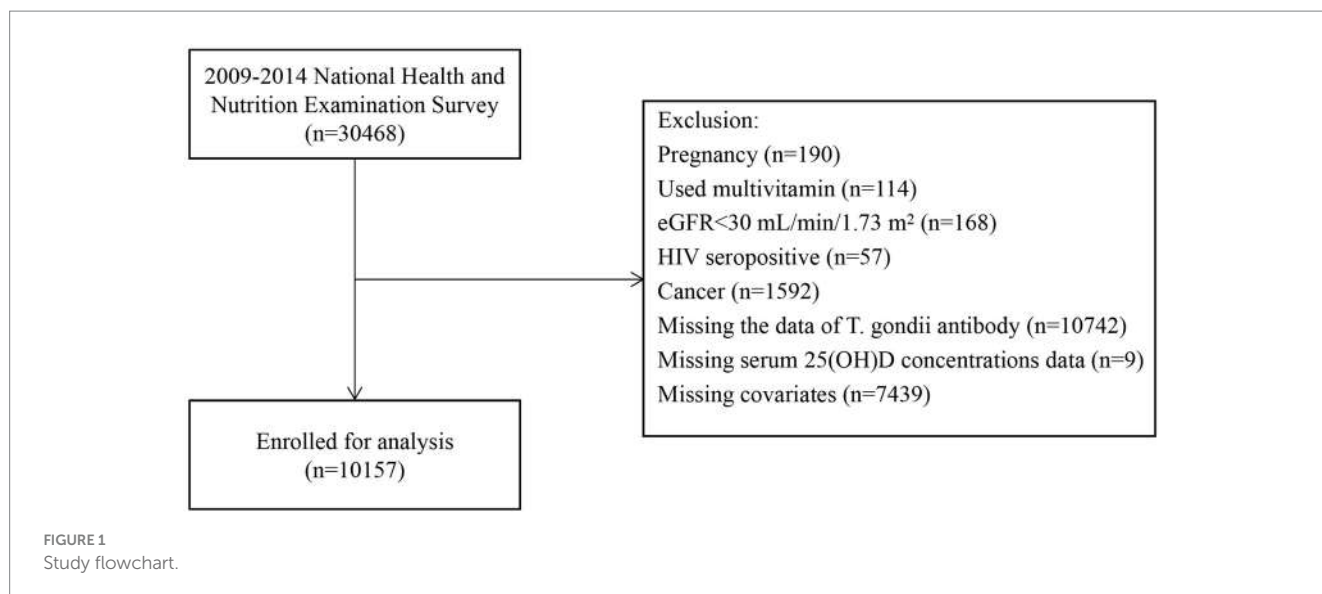 2009-2014 National Health and
Nutrition Examination Survey
(n=30468)
Exclusion:
Pregnancy (n=190)
Used multivitamin (n=114)
eGFR<30 mL/min/1.73 m² (n=168)
HIV seropositive (n=57)
Cancer (n=1592)
Missing the data of T. gondii antibody (n=10742)
Missing serum 25(OH)D concentrations data (n=9)
Missing covariates (n=7439)
Enrolled for analysis
(n=10157)
FIGURE 1
Study flowchart.